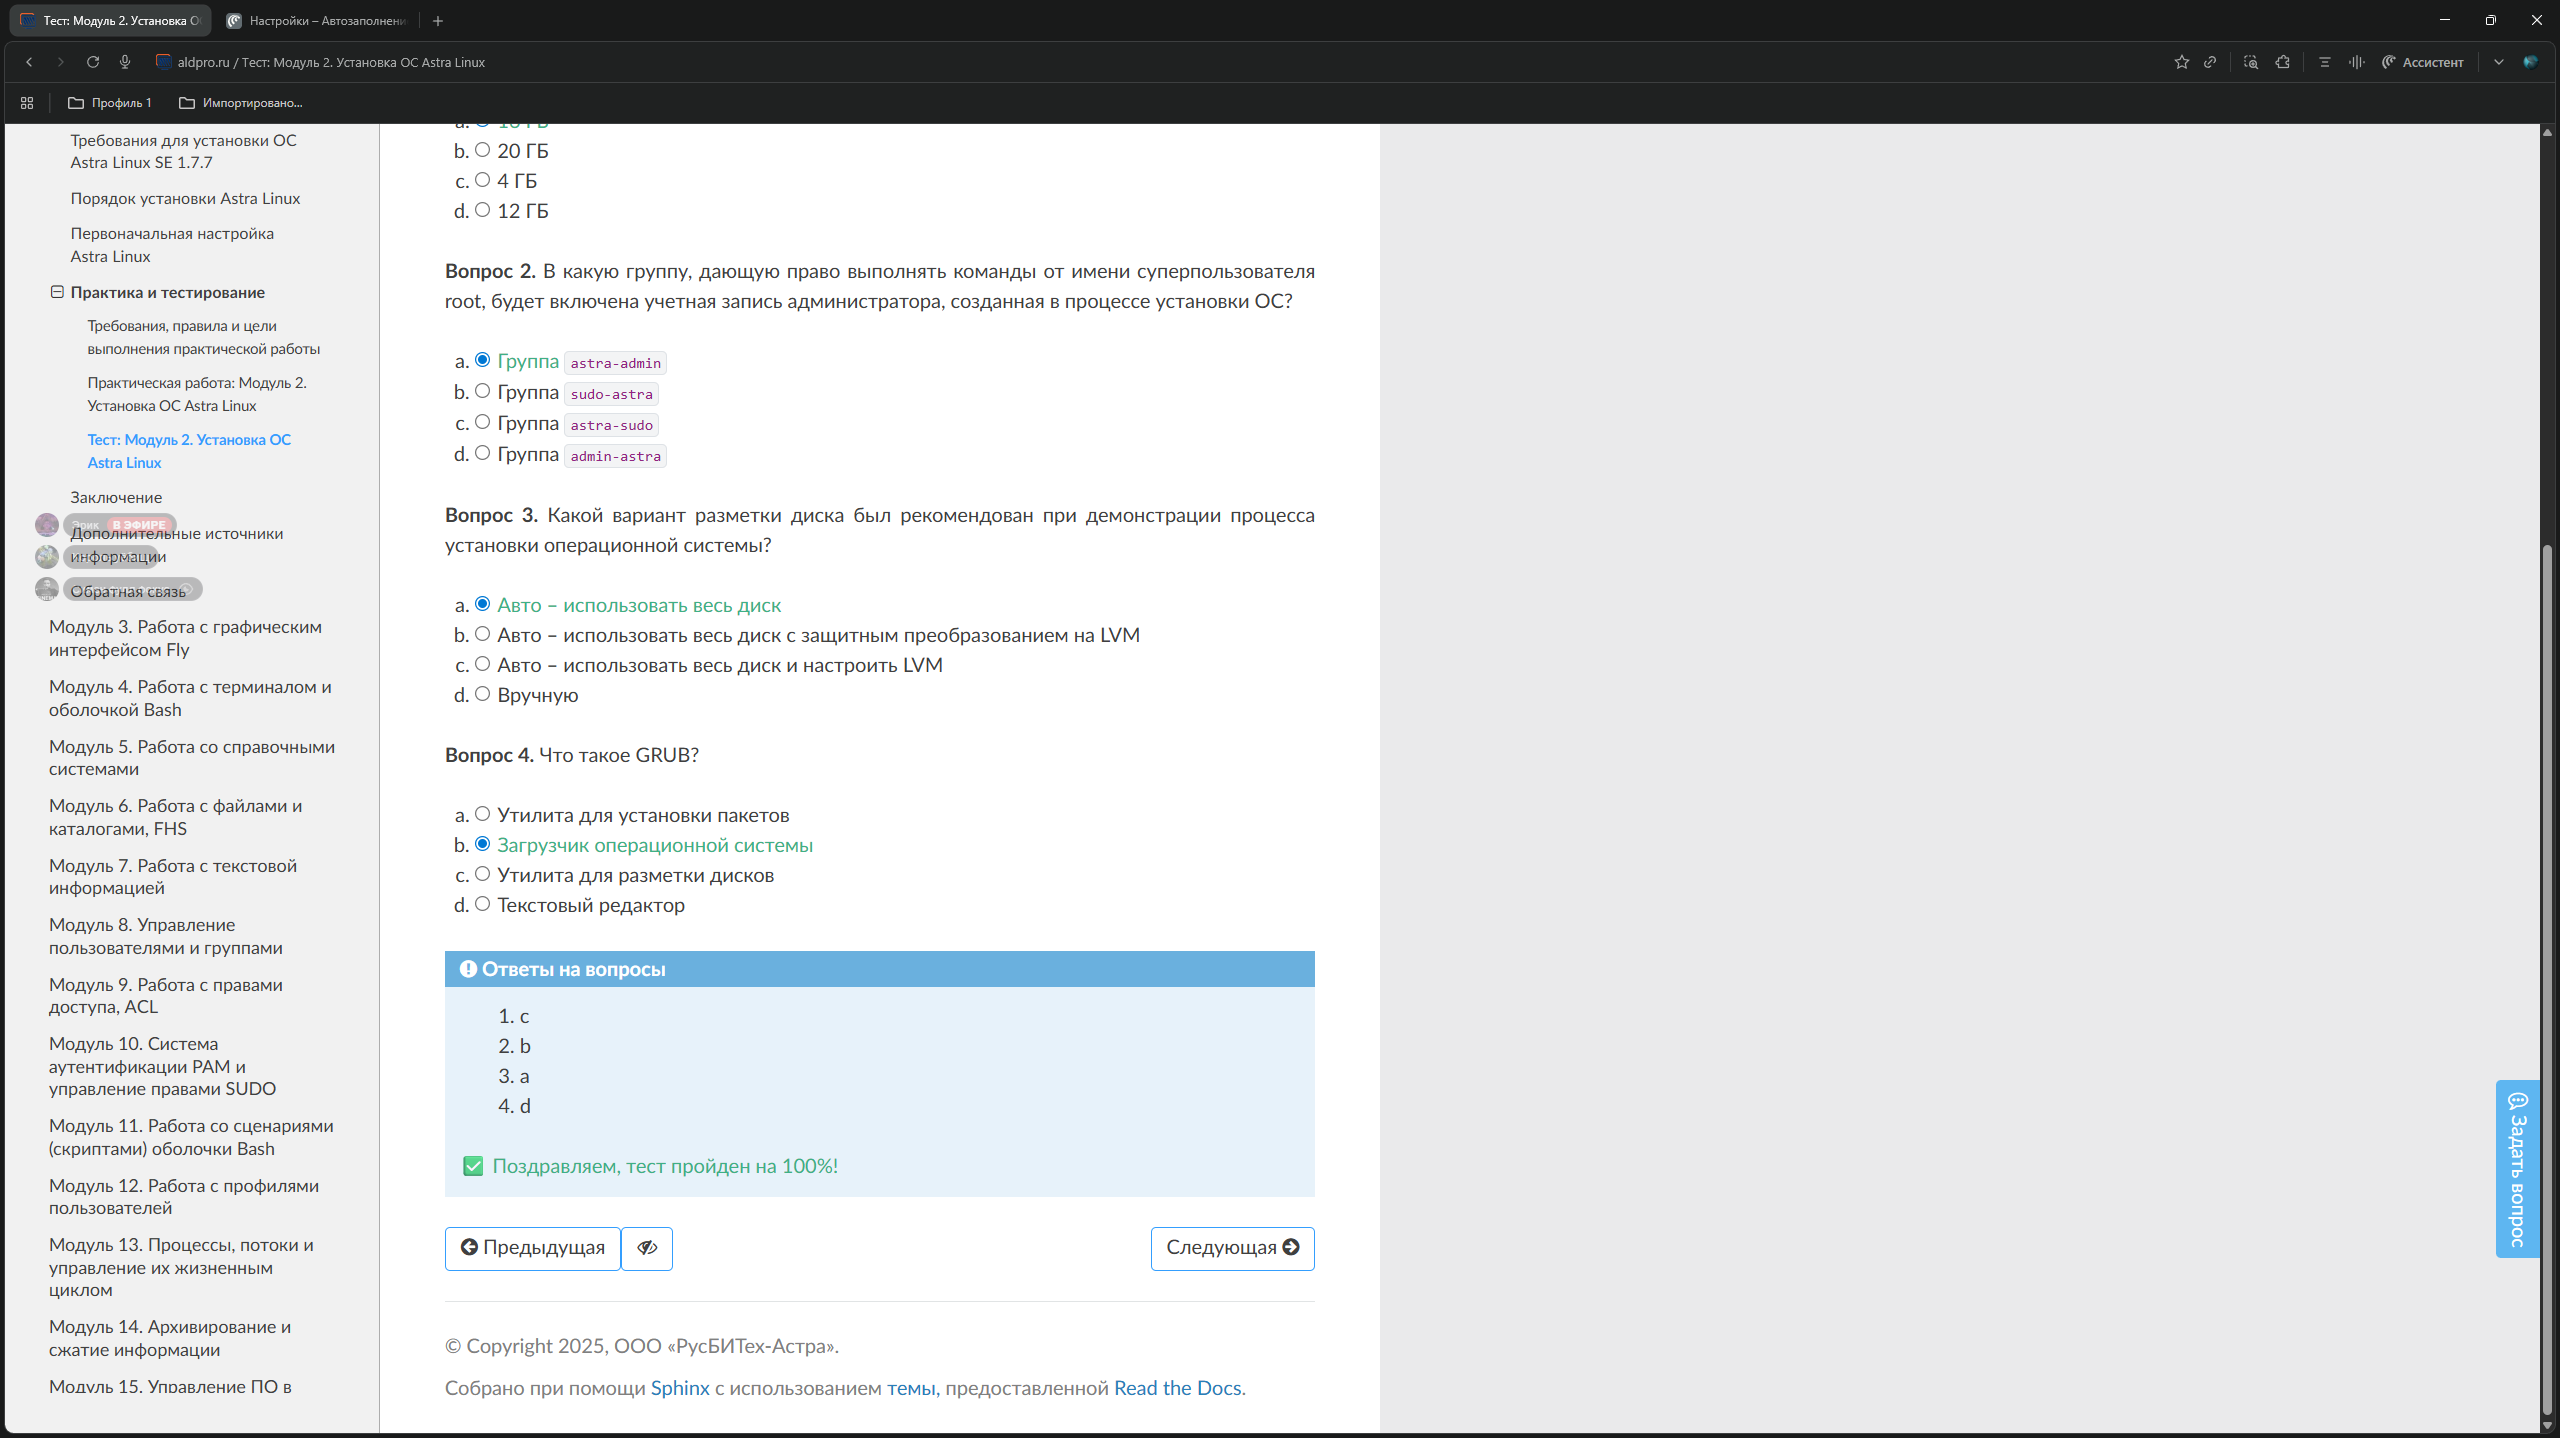 Тест: Модуль 2. Установка ОС
Настройки – Автозаполнени
aldpro.ru / Тест: Модуль 2. Установка ОС Astra Linux
Ассистент
Профиль 1
Импортировано...
Требования для установки ОС
Astra Linux SE 1.7.7
Порядок установки Astra Linux
Первоначальная настройка
Astra Linux
Практика и тестирование
Требования, правила и цели
выполнения практической работы
Практическая работа: Модуль 2.
Установка ОС Astra Linux
Тест: Модуль 2. Установка ОС
Astra Linux
Заключение
Эрик В ЭФИРЕ
Дополнительные источники
информации
Обратная связь
Модуль 3. Работа с графическим
интерфейсом Fly
Модуль 4. Работа с терминалом и
оболочкой Bash
Модуль 5. Работа со справочными
системами
Модуль 6. Работа с файлами и
каталогами, FHS
Модуль 7. Работа с текстовой
информацией
Модуль 8. Управление
пользователями и группами
Модуль 9. Работа с правами
доступа, ACL
Модуль 10. Система
аутентификации PAM и
управление правами SUDO
Модуль 11. Работа со сценариями
(скриптами) оболочки Bash
Модуль 12. Работа с профилями
пользователей
Модуль 13. Процессы, потоки и
управление их жизненным
циклом
Модуль 14. Архивирование и
сжатие информации
Модуль 15. Управление ПО в
b. 20 ГБ
c. 4 ГБ
d. 12 ГБ
Вопрос 2. В какую группу, дающую право выполнять команды от имени суперпользователя
root, будет включена учетная запись администратора, созданная в процессе установки ОС?
a. Группа astra-admin
b. Группа sudo-astra
c. Группа astra-sudo
d. Группа admin-astra
Вопрос 3. Какой вариант разметки диска был рекомендован при демонстрации процесса
установки операционной системы?
a. Авто – использовать весь диск
b. Авто – использовать весь диск с защитным преобразованием на LVM
c. Авто – использовать весь диск и настроить LVM
d. Вручную
Вопрос 4. Что такое GRUB?
a. Утилита для установки пакетов
b. Загрузчик операционной системы
c. Утилита для разметки дисков
d. Текстовый редактор
Ответы на вопросы
1. c
2. b
3. a
4. d
Поздравляем, тест пройден на 100%!
Предыдущая
Следующая
© Copyright 2025, ООО «РусБИТех-Астра».
Собрано при помощи Sphinx с использованием темы, предоставленной Read the Docs.
Задать вопрос